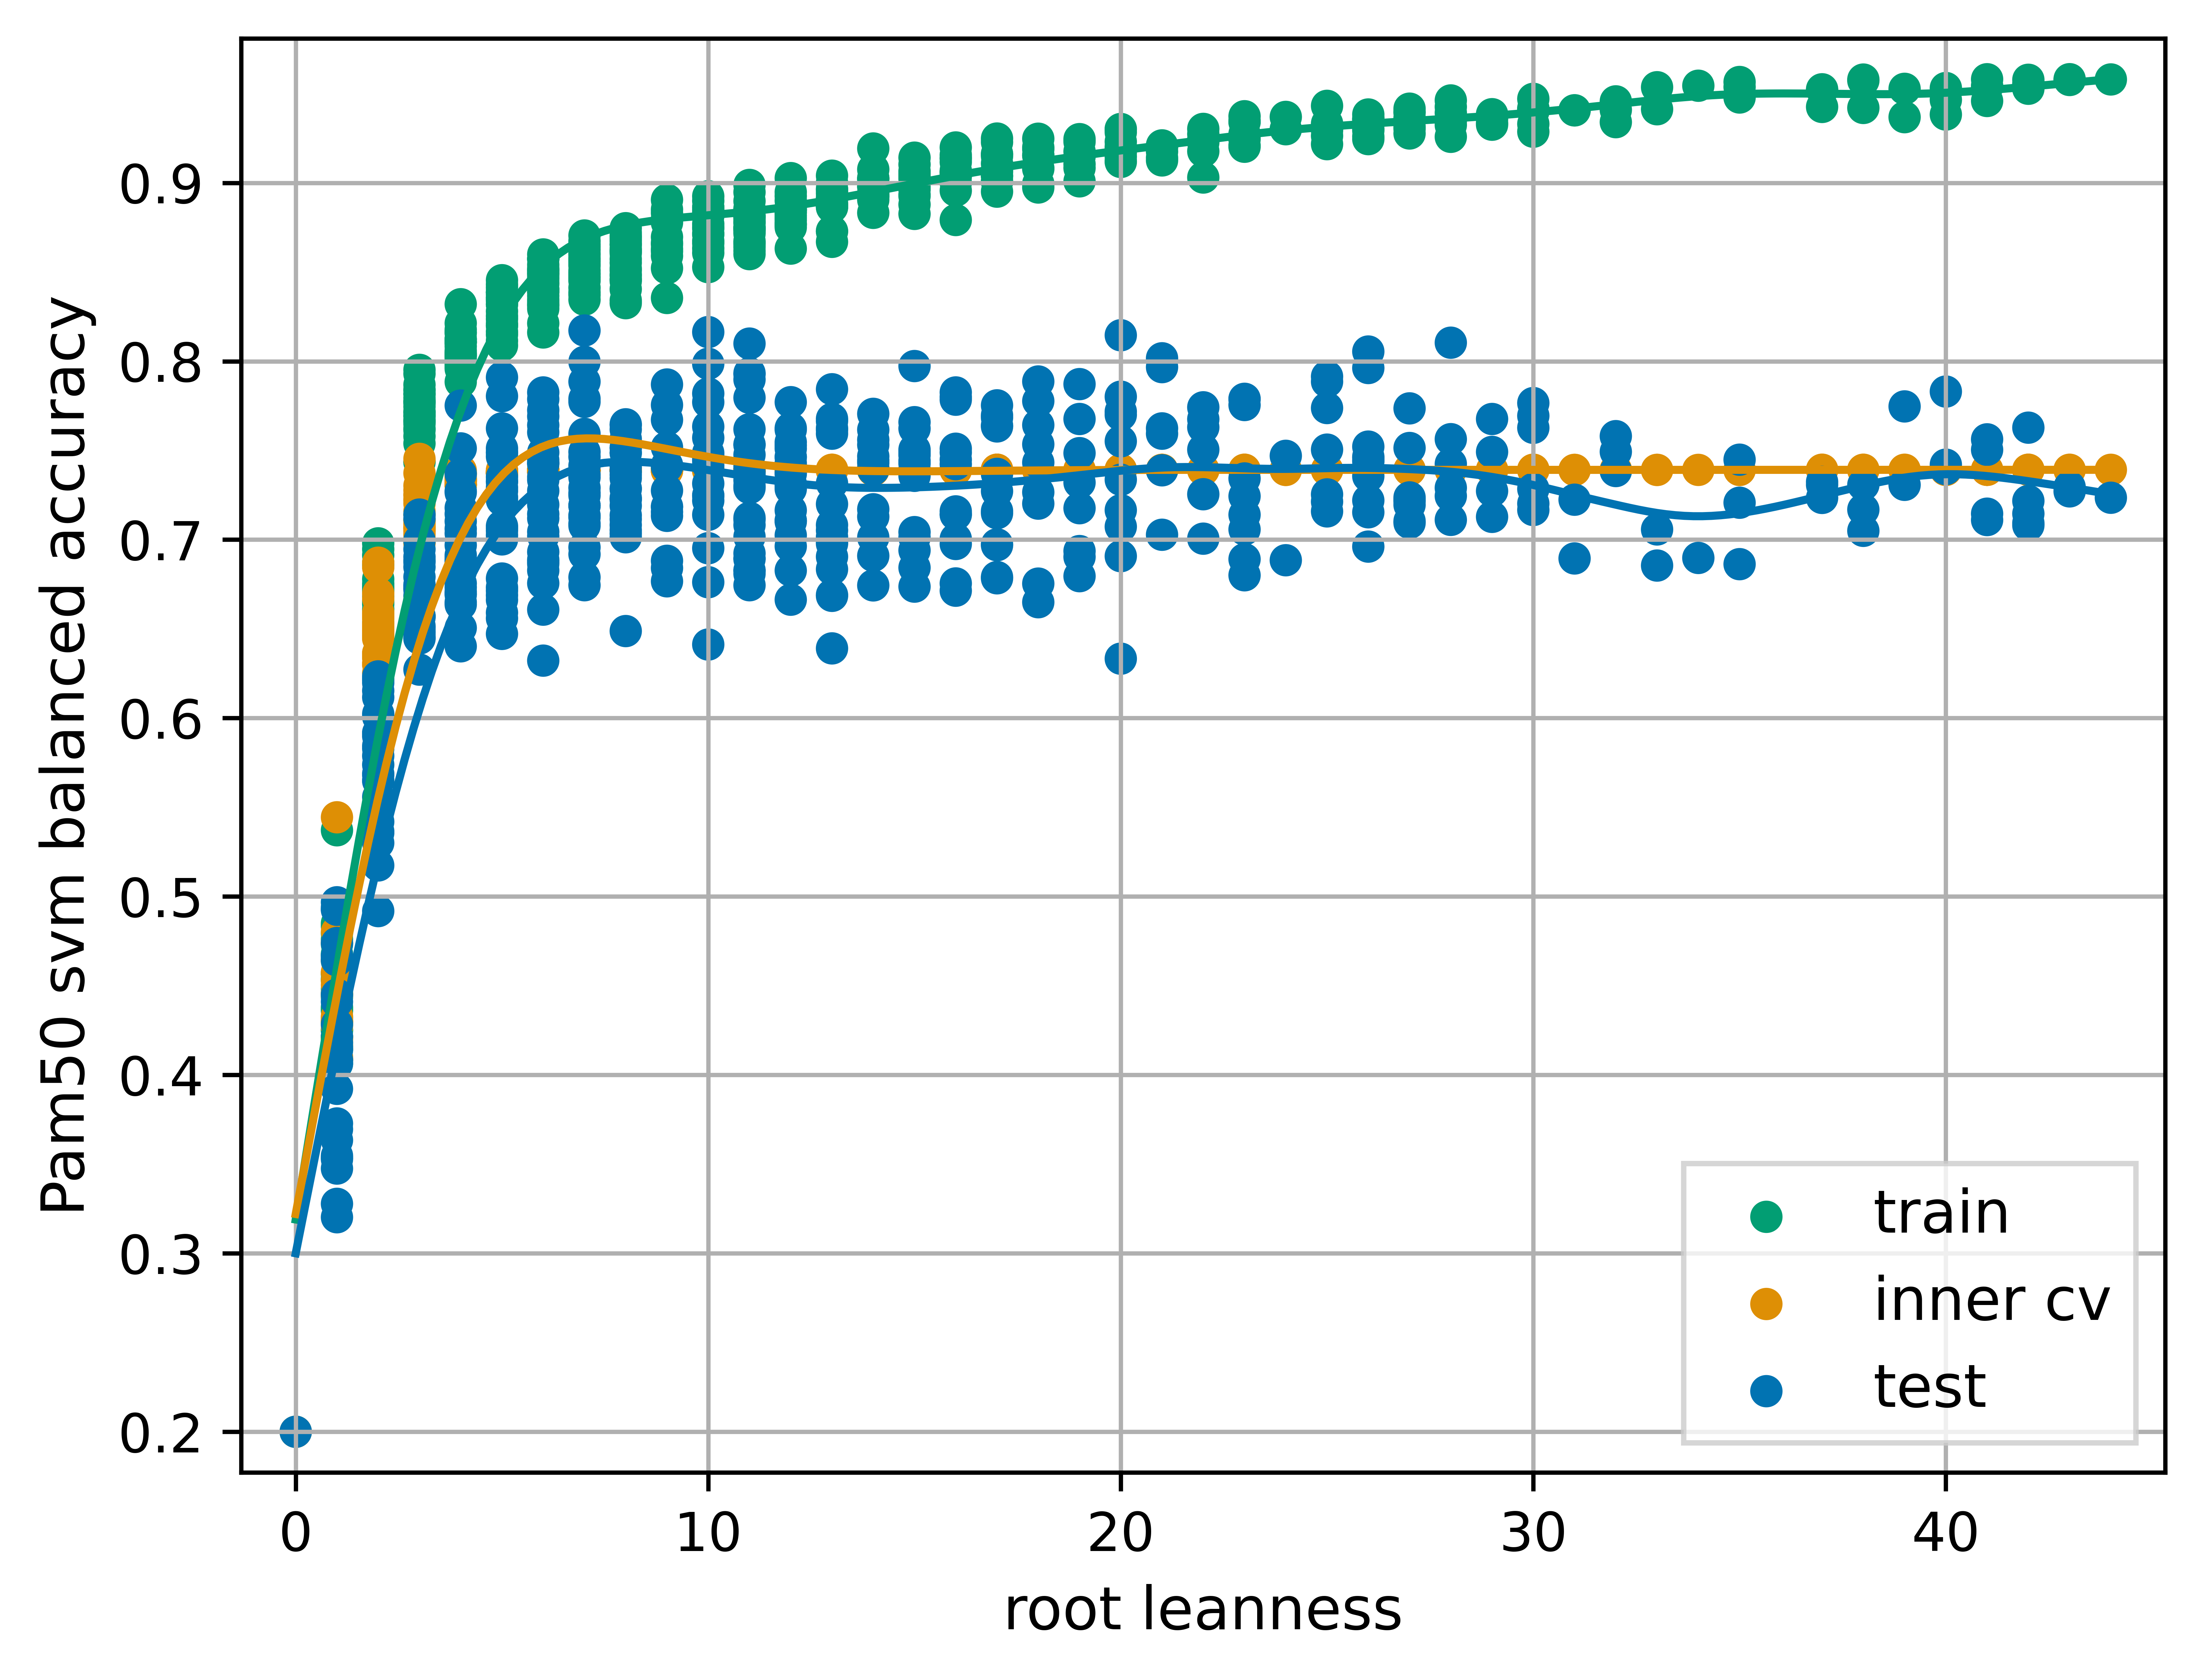 Pam50 svm balanced accuracy
0.9
0.8
0.7
0.6
0.5
0.4
0.3
0.2
0 10 20 30 40
root leanness
train
inner cv
test